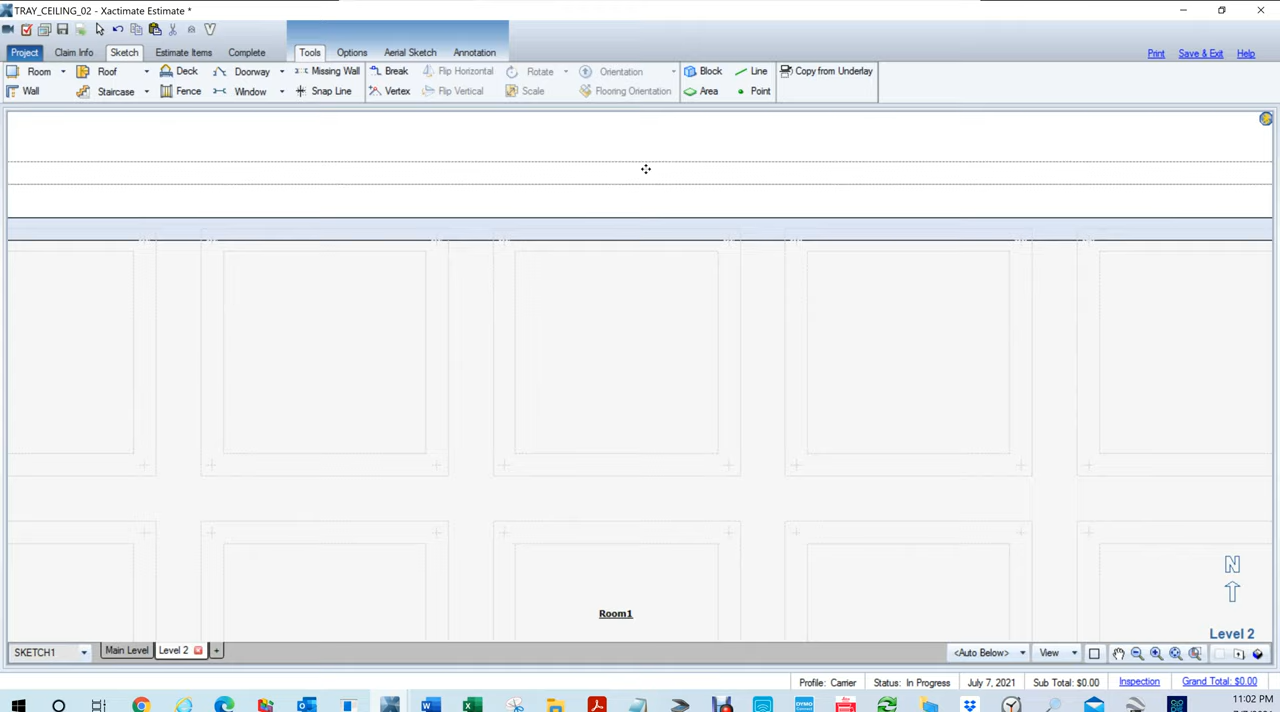 TRAY_CEILING_02 - Xactimate Estimate *
Project Claim Info Sketch Estimate Items Complete Tools Options Aerial Sketch Annotation Print Save & Exit Help
Room Roof Deck Doorway Missing Wall Break Flip Horizontal Rotate Orientation Block Line Copy from Underlay
Wall Staircase Fence Window Snap Line Vertex Flip Vertical Scale Flooring Orientation Area Point
Room1
N
Level 2
SKETCH1 Main Level Level 2 + <Auto Below> View
Profile: Carrier Status: In Progress July 7, 2021 Sub Total: $0.00 Inspection Grand Total: $0.00
11:02 PM